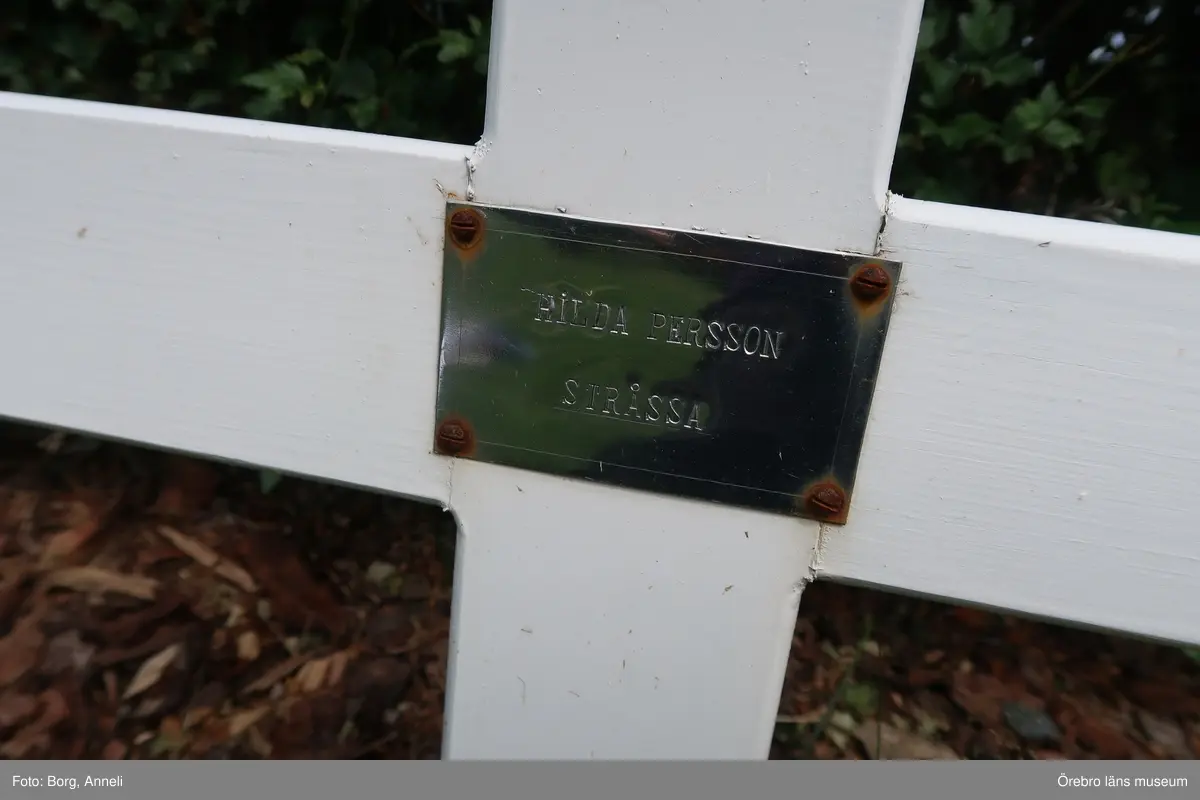 HILDA PERSSON
STRÅSSA
Foto: Borg, Anneli
Örebro läns museum